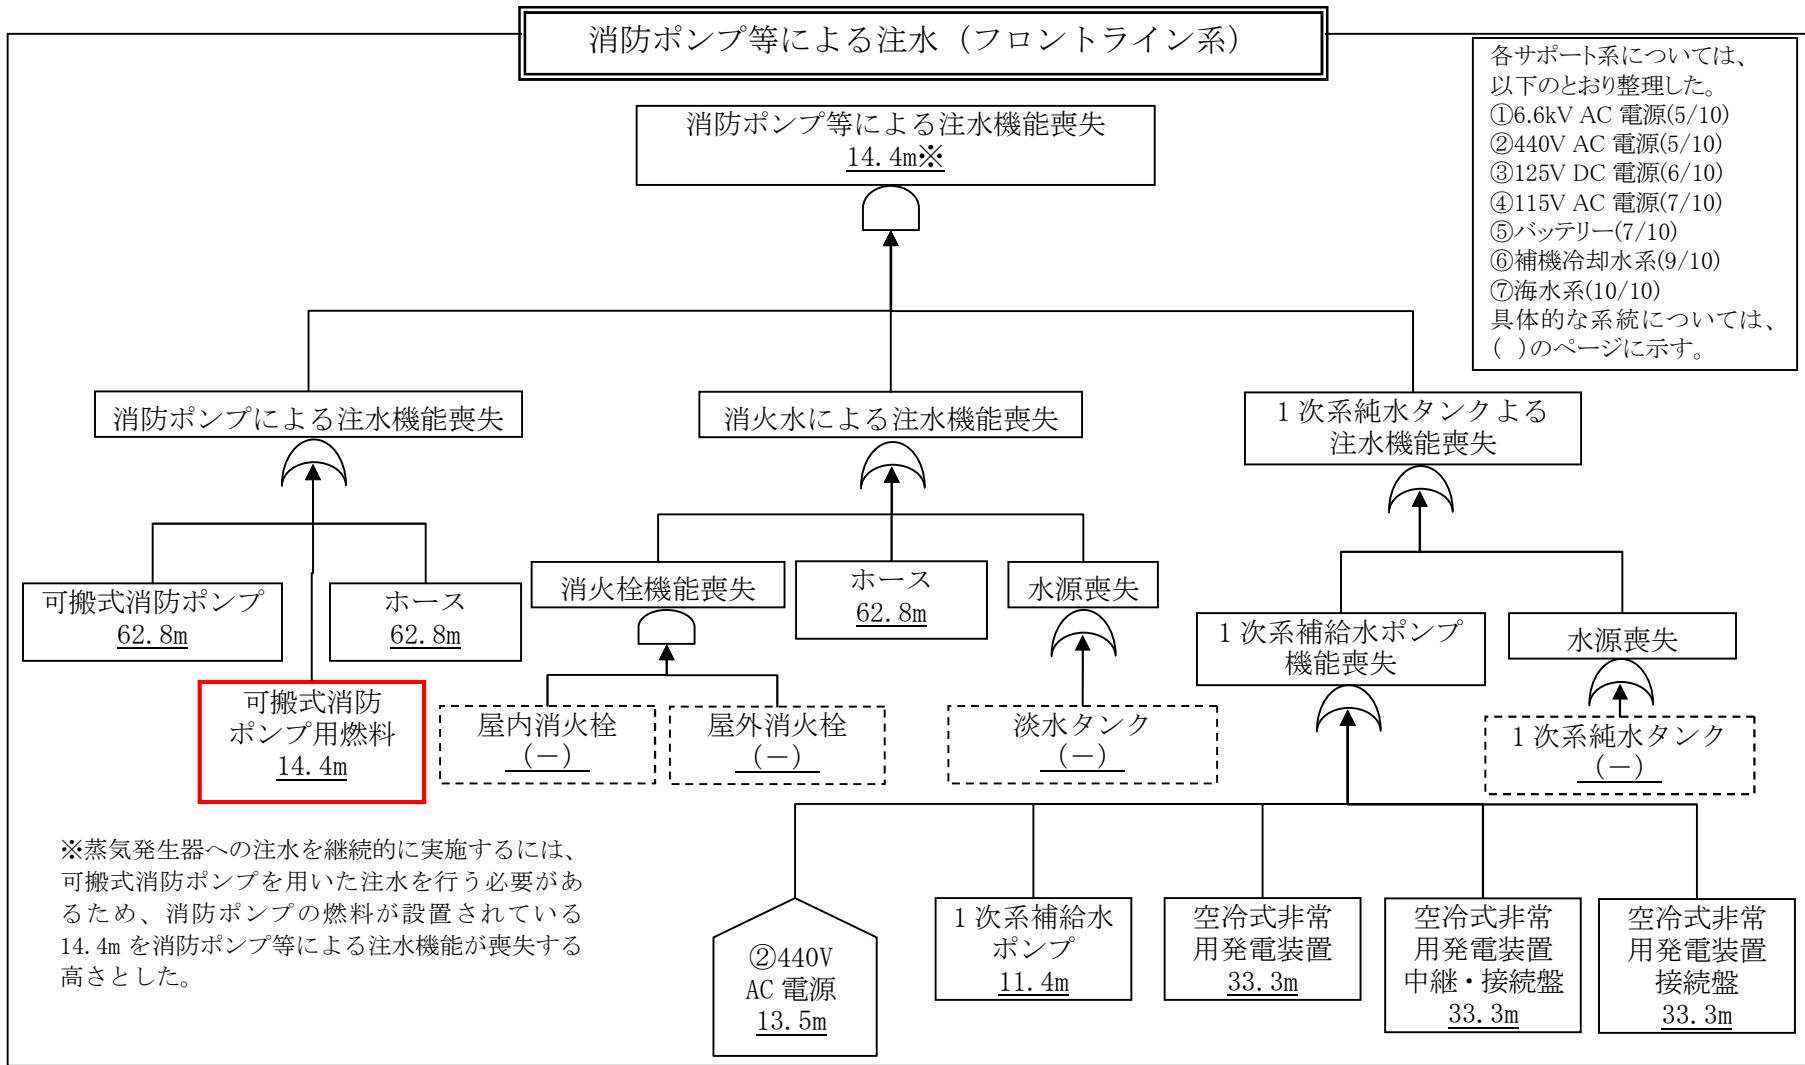 消防ポンプ等による注水（フロントライン系）
各サポート系については、
以下のとおり整理した。
①6.6kV AC 電源(5/10)
②440V AC 電源(5/10)
③125V DC 電源(6/10)
④115V AC 電源(7/10)
⑤バッテリー(7/10)
⑥補機冷却水系(9/10)
⑦海水系(10/10)
具体的な系統については、
( )のページに示す。
消防ポンプ等による注水機能喪失
14.4m※
消防ポンプによる注水機能喪失
消火水による注水機能喪失
1 次系純水タンクよる
注水機能喪失
可搬式消防ポンプ
62.8m
ホース
62.8m
可搬式消防
ポンプ用燃料
14.4m
消火栓機能喪失
ホース
62.8m
水源喪失
屋内消火栓
(－)
屋外消火栓
(－)
淡水タンク
(－)
1 次系補給水ポンプ
機能喪失
水源喪失
1 次系純水タンク
(－)
②440V
AC 電源
13.5m
1 次系補給水
ポンプ
11.4m
空冷式非常
用発電装置
33.3m
空冷式非常
用発電装置
中継・接続盤
33.3m
空冷式非常
用発電装置
接続盤
33.3m
※蒸気発生器への注水を継続的に実施するには、
可搬式消防ポンプを用いた注水を行う必要があ
るため、消防ポンプの燃料が設置されている
14.4m を消防ポンプ等による注水機能が喪失する
高さとした。